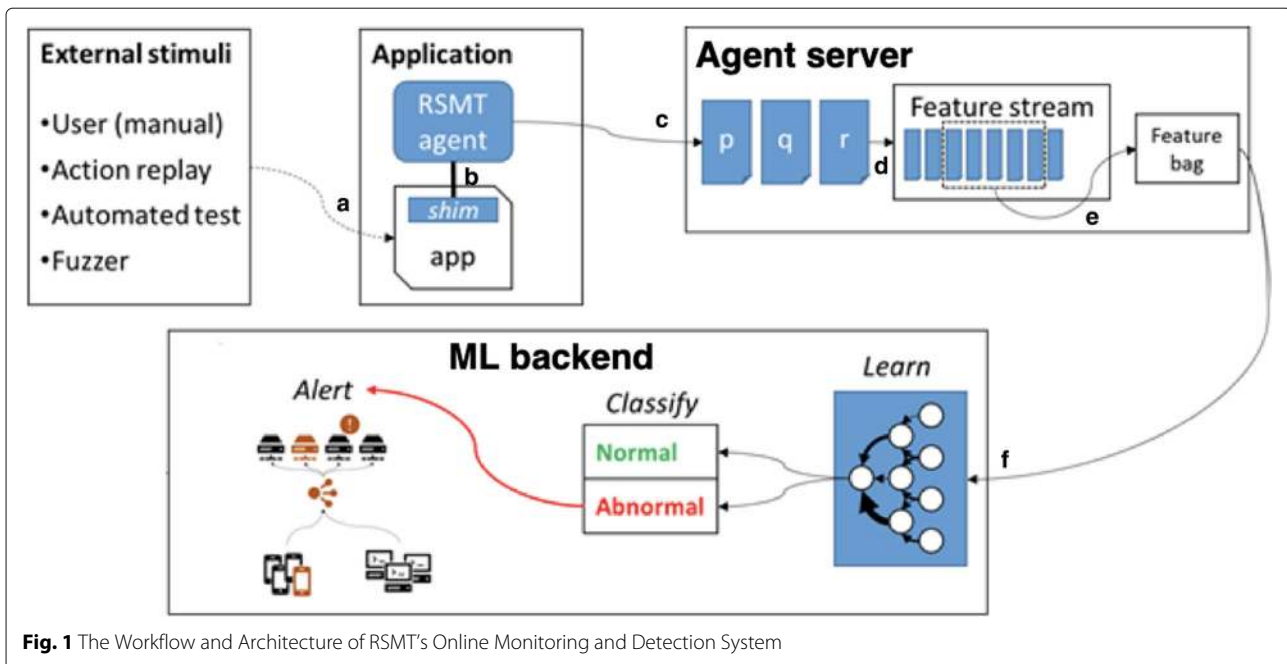 External stimuli
•User (manual)
•Action replay
•Automated test
•Fuzzer
a
Application
RSMT
agent
b
shim
app
c
Agent server
p
q
r
d
Feature stream
e
Feature
bag
f
ML backend
Alert
!
Classify
Normal
Abnormal
Learn
Fig. 1 The Workflow and Architecture of RSMT's Online Monitoring and Detection System